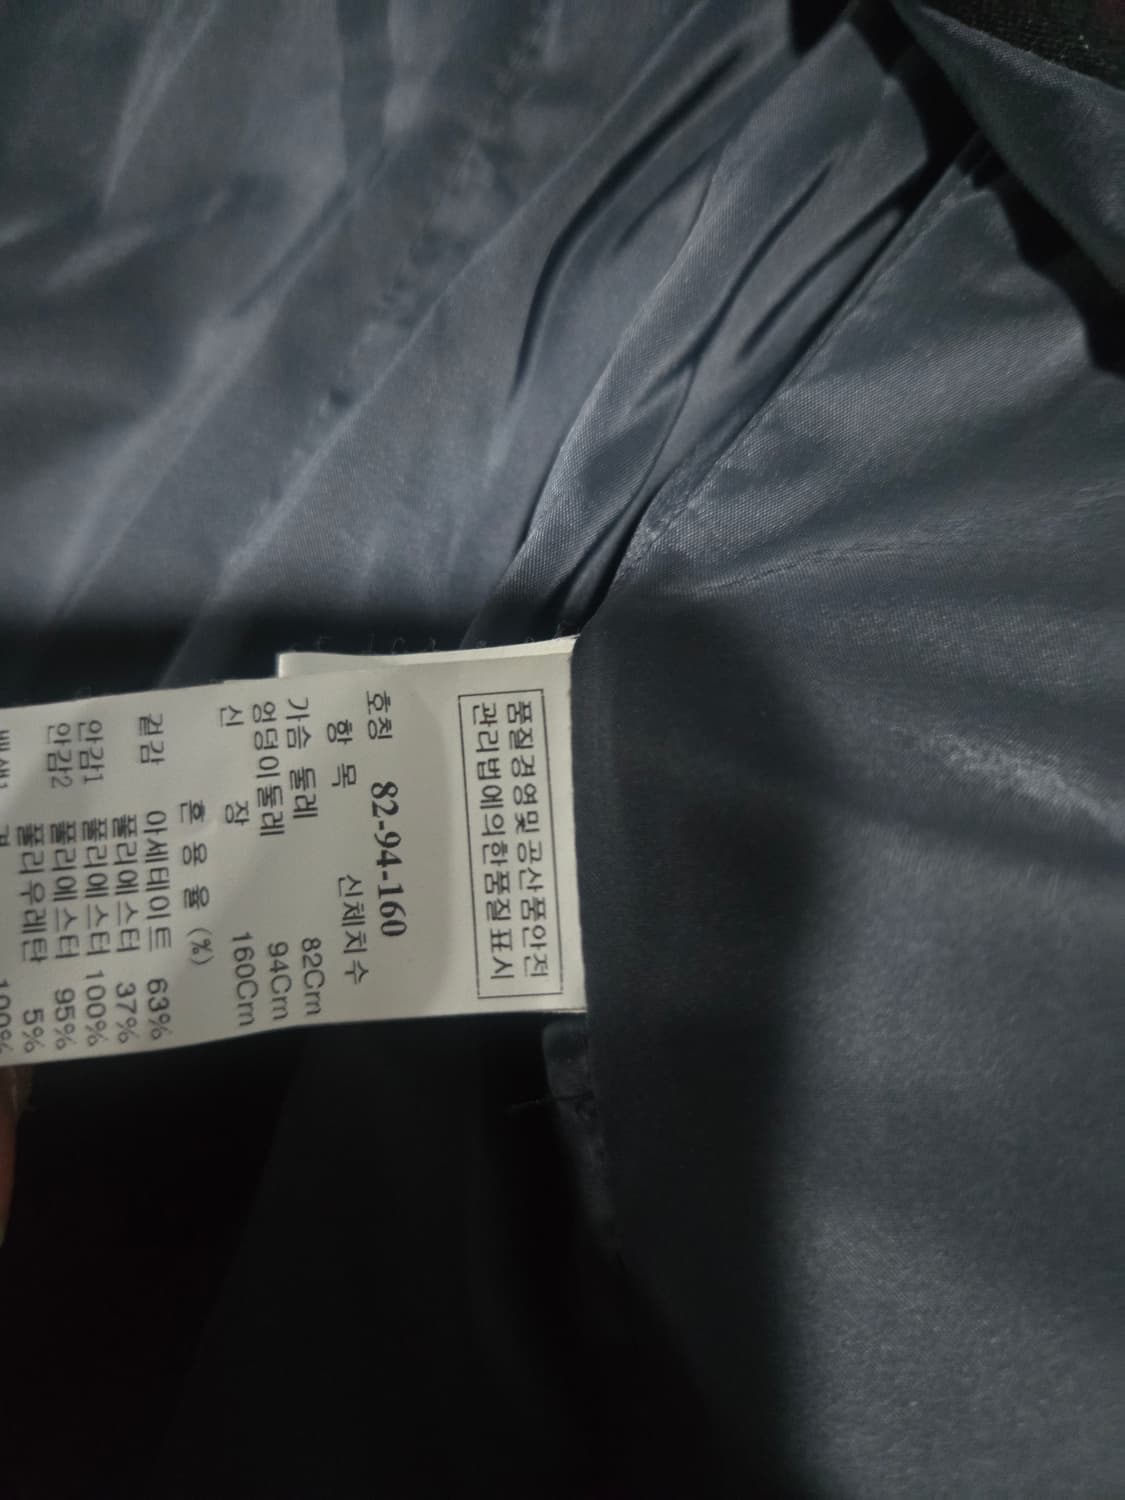 품질경영및공산품안전
관리법에의한품질표시
호칭 82-94-160
항 목 신체치수
가슴 둘레 82Cm
엉덩이둘레 94Cm
신 장 160Cm
혼 용 율 (%)
겉감 아세테이트 63%
폴리에스터 37%
안감1 폴리에스터 100%
안감2 폴리에스터 95%
폴리우레탄 5%
100%